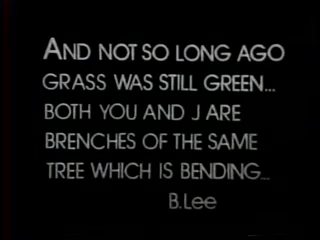 AND NOT SO LONG AGO
GRASS WAS STILL GREEN...
BOTH YOU AND J ARE
BRENCHES OF THE SAME
TREE WHICH IS BENDING...
B.Lee